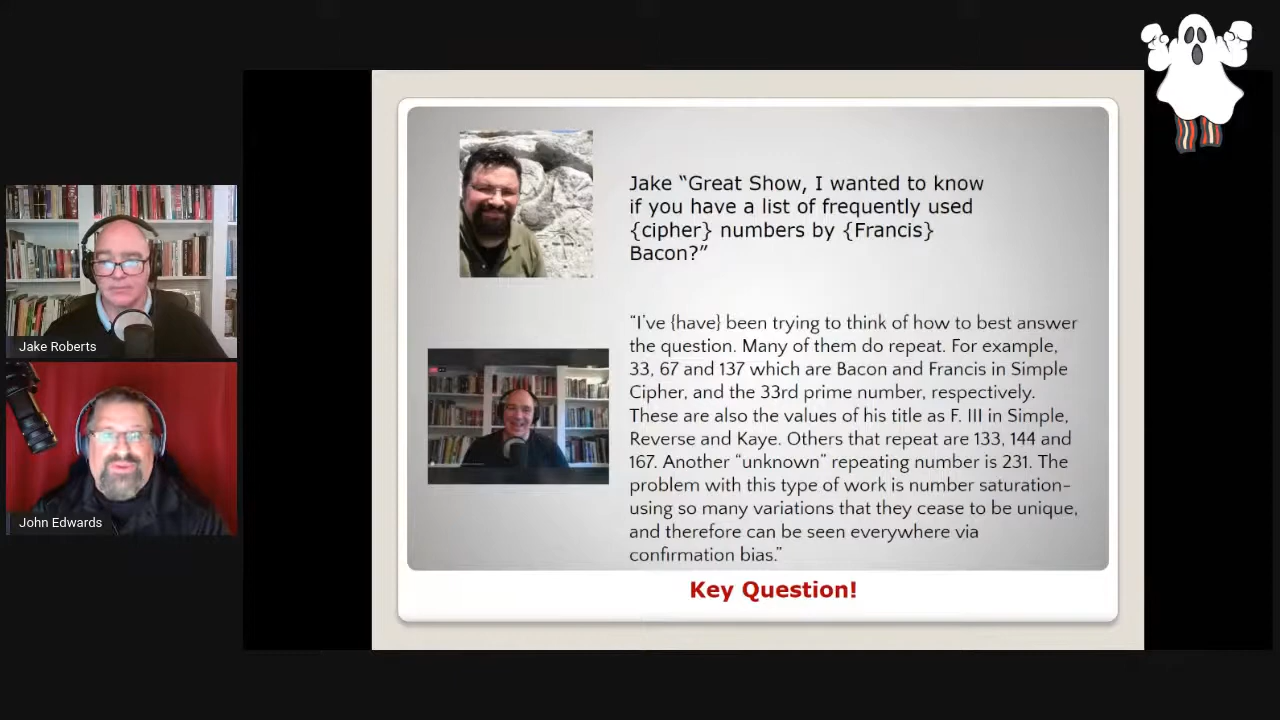 Jake Roberts
John Edwards
Jake “Great Show, I wanted to know
if you have a list of frequently used
{cipher} numbers by {Francis}
Bacon?”
“I’ve {have} been trying to think of how to best answer
the question. Many of them do repeat. For example,
33, 67 and 137 which are Bacon and Francis in Simple
Cipher, and the 33rd prime number, respectively.
These are also the values of his title as F. III in Simple,
Reverse and Kaye. Others that repeat are 133, 144 and
167. Another “unknown” repeating number is 231. The
problem with this type of work is number saturation-
using so many variations that they cease to be unique,
and therefore can be seen everywhere via
confirmation bias.”
Key Question!